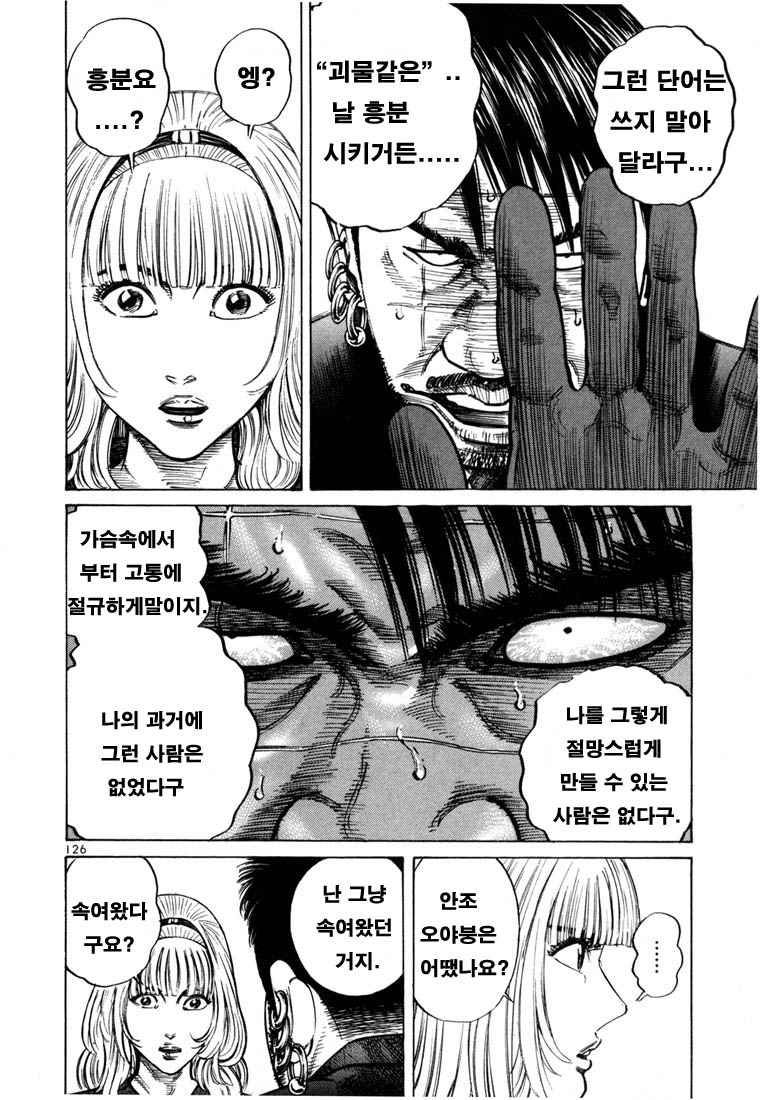 그런 단어는
쓰지 말아
달라구...
“괴물같은” ..
날 흥분
시키거든.....
엥?
흥분요
....?
나를 그렇게
절망스럽게
만들 수 있는
사람은 없다구.
가슴속에서
부터 고통에
절규하게말이지.
나의 과거에
그런 사람은
없었다구
126
......
안조
오야붕은
어땠나요?
난 그냥
속여왔던
거지.
속여왔다
구요?